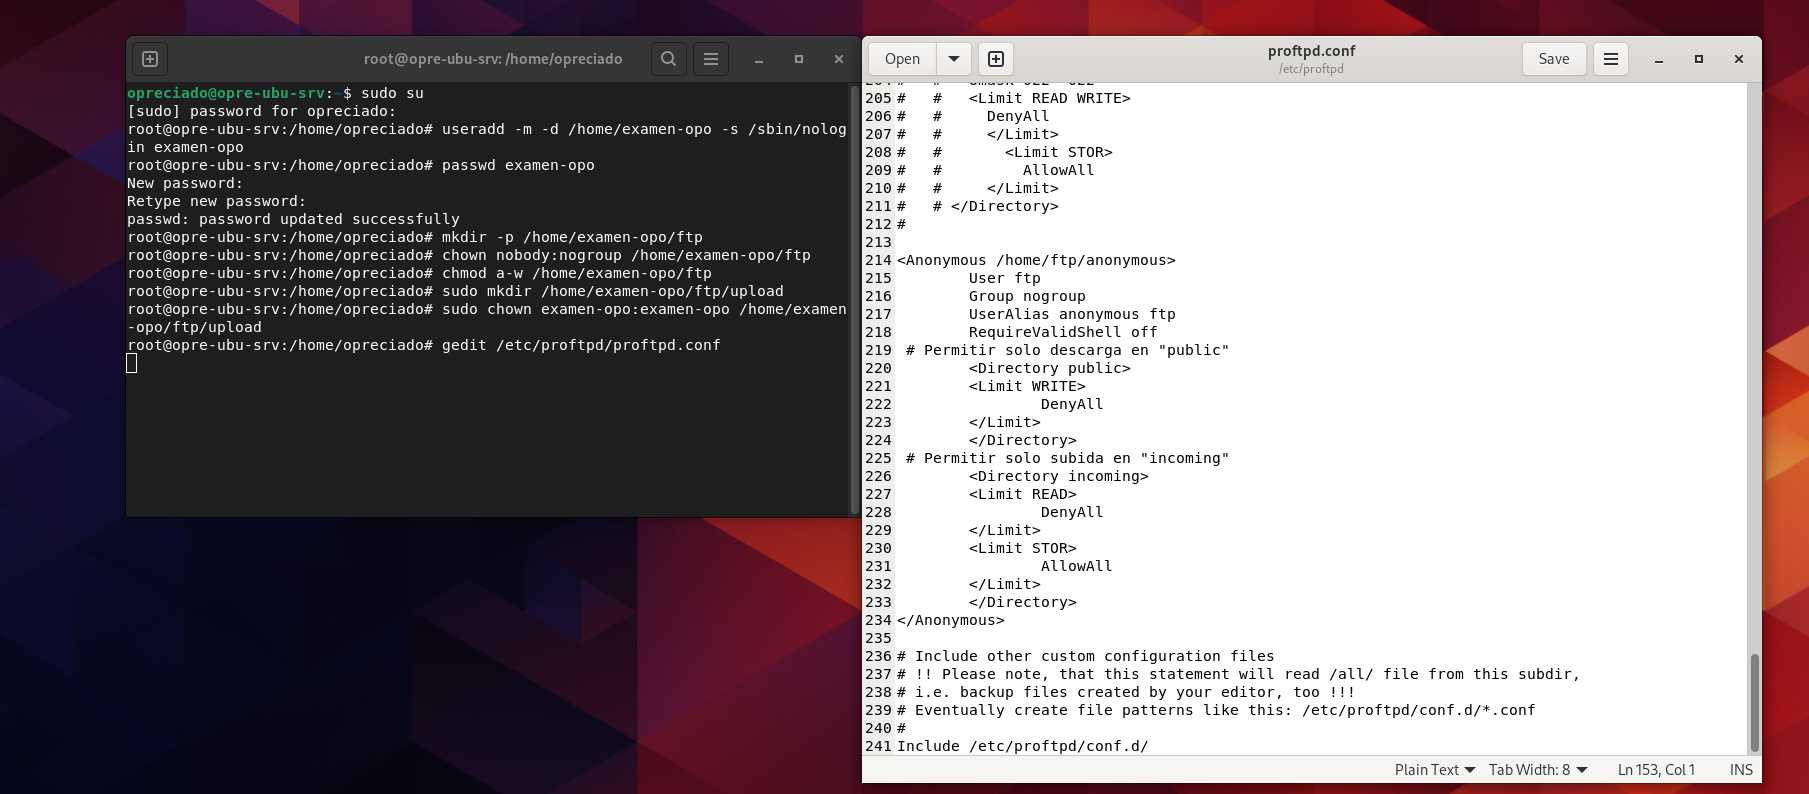 root@opre-ubu-srv: /home/opreciado
opreciado@opre-ubu-srv:~$ sudo su
[sudo] password for opreciado:
root@opre-ubu-srv:/home/opreciado# useradd -m -d /home/examen-opo -s /sbin/nolog
in examen-opo
root@opre-ubu-srv:/home/opreciado# passwd examen-opo
New password:
Retype new password:
passwd: password updated successfully
root@opre-ubu-srv:/home/opreciado# mkdir -p /home/examen-opo/ftp
root@opre-ubu-srv:/home/opreciado# chown nobody:nogroup /home/examen-opo/ftp
root@opre-ubu-srv:/home/opreciado# chmod a-w /home/examen-opo/ftp
root@opre-ubu-srv:/home/opreciado# sudo mkdir /home/examen-opo/ftp/upload
root@opre-ubu-srv:/home/opreciado# sudo chown examen-opo:examen-opo /home/examen
-opo/ftp/upload
root@opre-ubu-srv:/home/opreciado# gedit /etc/proftpd/proftpd.conf
Open
proftpd.conf
/etc/proftpd
Save
205 #   #   <Limit READ WRITE>
206 #   #     DenyAll
207 #   #     </Limit>
208 #   #       <Limit STOR>
209 #   #         AllowAll
210 #   #     </Limit>
211 #   # </Directory>
212 #
213
214 <Anonymous /home/ftp/anonymous>
215         User ftp
216         Group nogroup
217         UserAlias anonymous ftp
218         RequireValidShell off
219  # Permitir solo descarga en "public"
220         <Directory public>
221         <Limit WRITE>
222                 DenyAll
223         </Limit>
224         </Directory>
225  # Permitir solo subida en "incoming"
226         <Directory incoming>
227         <Limit READ>
228                 DenyAll
229         </Limit>
230         <Limit STOR>
231                 AllowAll
232         </Limit>
233         </Directory>
234 </Anonymous>
235
236 # Include other custom configuration files
237 # !! Please note, that this statement will read /all/ file from this subdir,
238 # i.e. backup files created by your editor, too !!!
239 # Eventually create file patterns like this: /etc/proftpd/conf.d/*.conf
240 #
241 Include /etc/proftpd/conf.d/
Plain Text Tab Width: 8 Ln 153, Col 1 INS